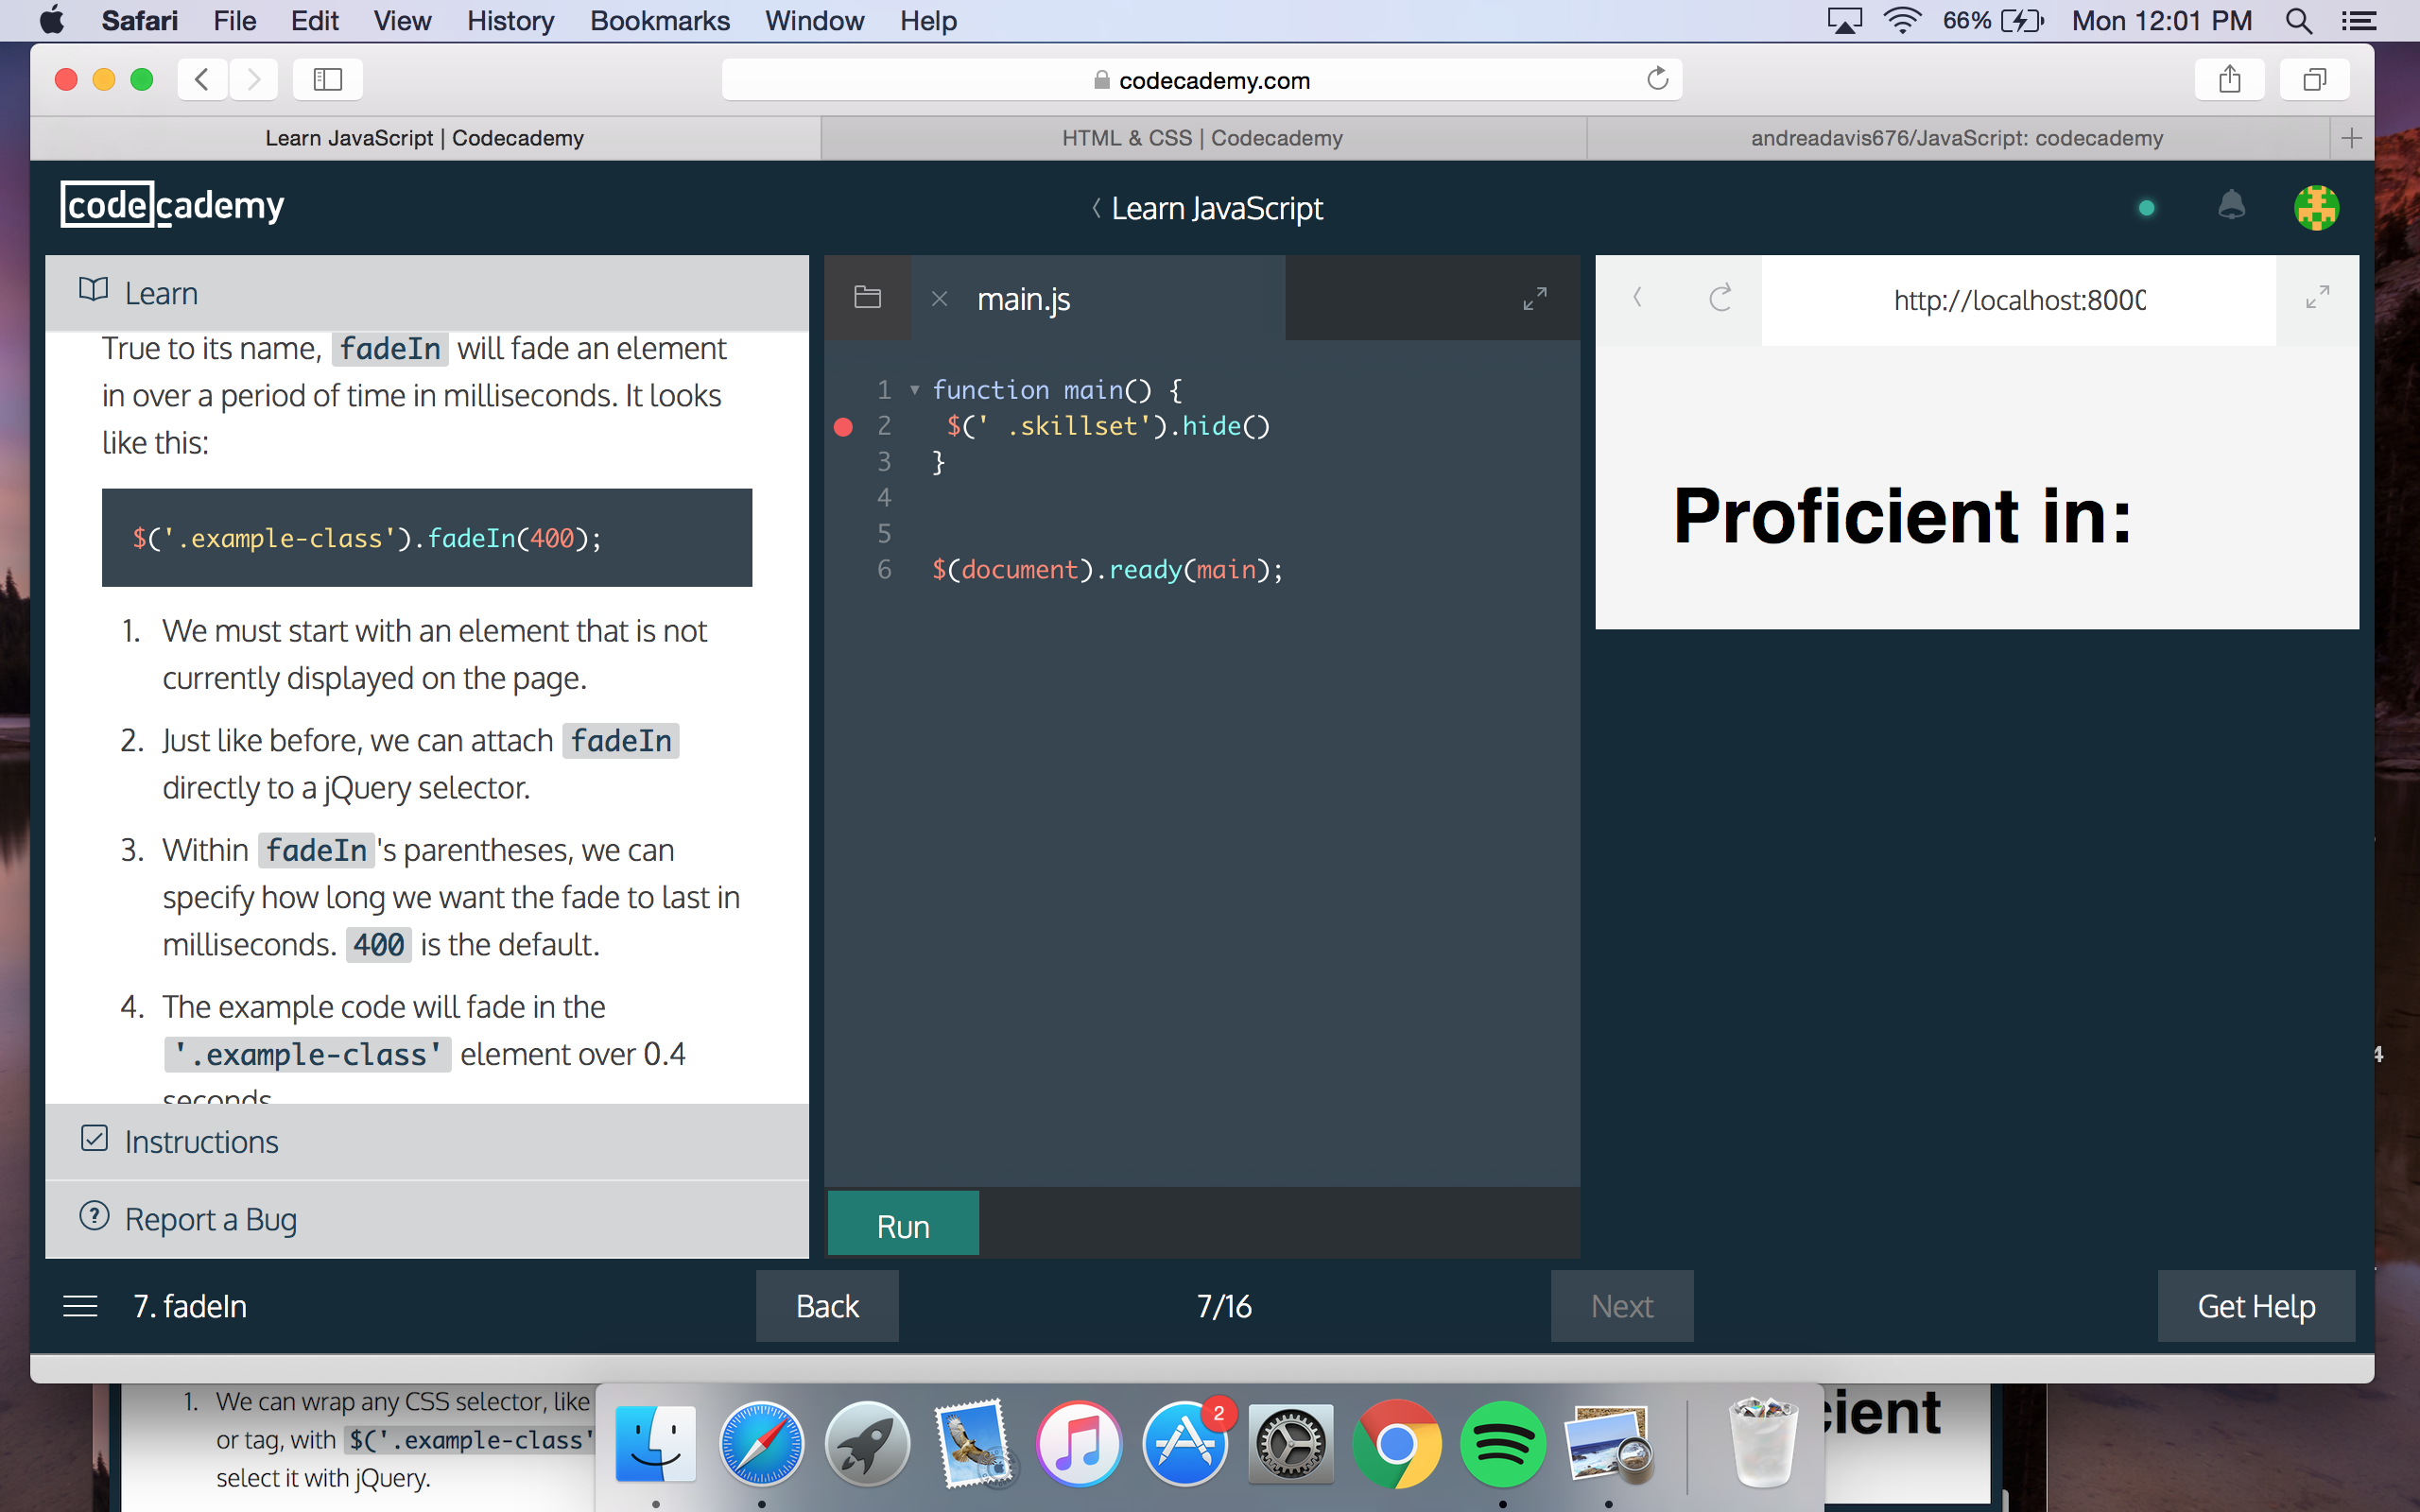 Safari File Edit View History Bookmarks Window Help 66% Mon 12:01 PM
codecademy.com
Learn JavaScript | Codecademy HTML & CSS | Codecademy andreadavis676/JavaScript: codecademy
codecademy Learn JavaScript
Learn
True to its name, fadeIn will fade an element
in over a period of time in milliseconds. It looks
like this:
$('.example-class').fadeIn(400);
1. We must start with an element that is not
currently displayed on the page.
2. Just like before, we can attach fadeIn
directly to a jQuery selector.
3. Within fadeIn's parentheses, we can
specify how long we want the fade to last in
milliseconds. 400 is the default.
4. The example code will fade in the
'.example-class' element over 0.4
seconds
Instructions
Report a Bug
main.js
1 function main() {
2 $(' .skillset').hide()
3 }
4
5
6 $(document).ready(main);
Run
http://localhost:8000
Proficient in:
4
7. fadeIn Back 7/16 Next Get Help
1. We can wrap any CSS selector, like
or tag, with $('.example-class'
select it with jQuery.
2
cient